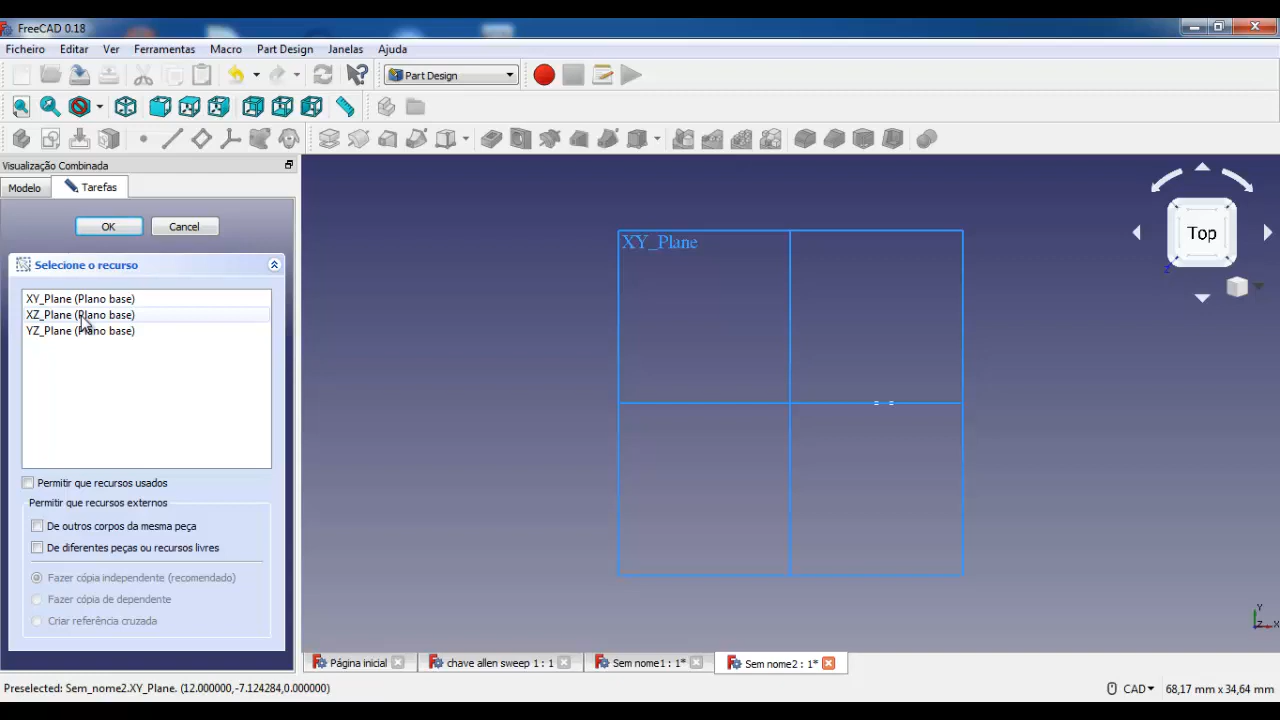 FreeCAD 0.18
Ficheiro Editar Ver Ferramentas Macro Part Design Janelas Ajuda
Part Design
Visualização Combinada
Modelo Tarefas
OK Cancel
Selecione o recurso
XY_Plane (Plano base)
XZ_Plane (Plano base)
YZ_Plane (Plano base)
Permitir que recursos usados
Permitir que recursos externos
De outros corpos da mesma peça
De diferentes peças ou recursos livres
Fazer cópia independente (recomendado)
Fazer cópia de dependente
Criar referência cruzada
XY_Plane
Top
Z
Y
Z X
Página inicial chave allen sweep 1 : 1 Sem nome1 : 1* Sem nome2 : 1*
Preselected: Sem_nome2.XY_Plane. (12.000000,-7.124284,0.000000) CAD 68,17 mm x 34,64 mm